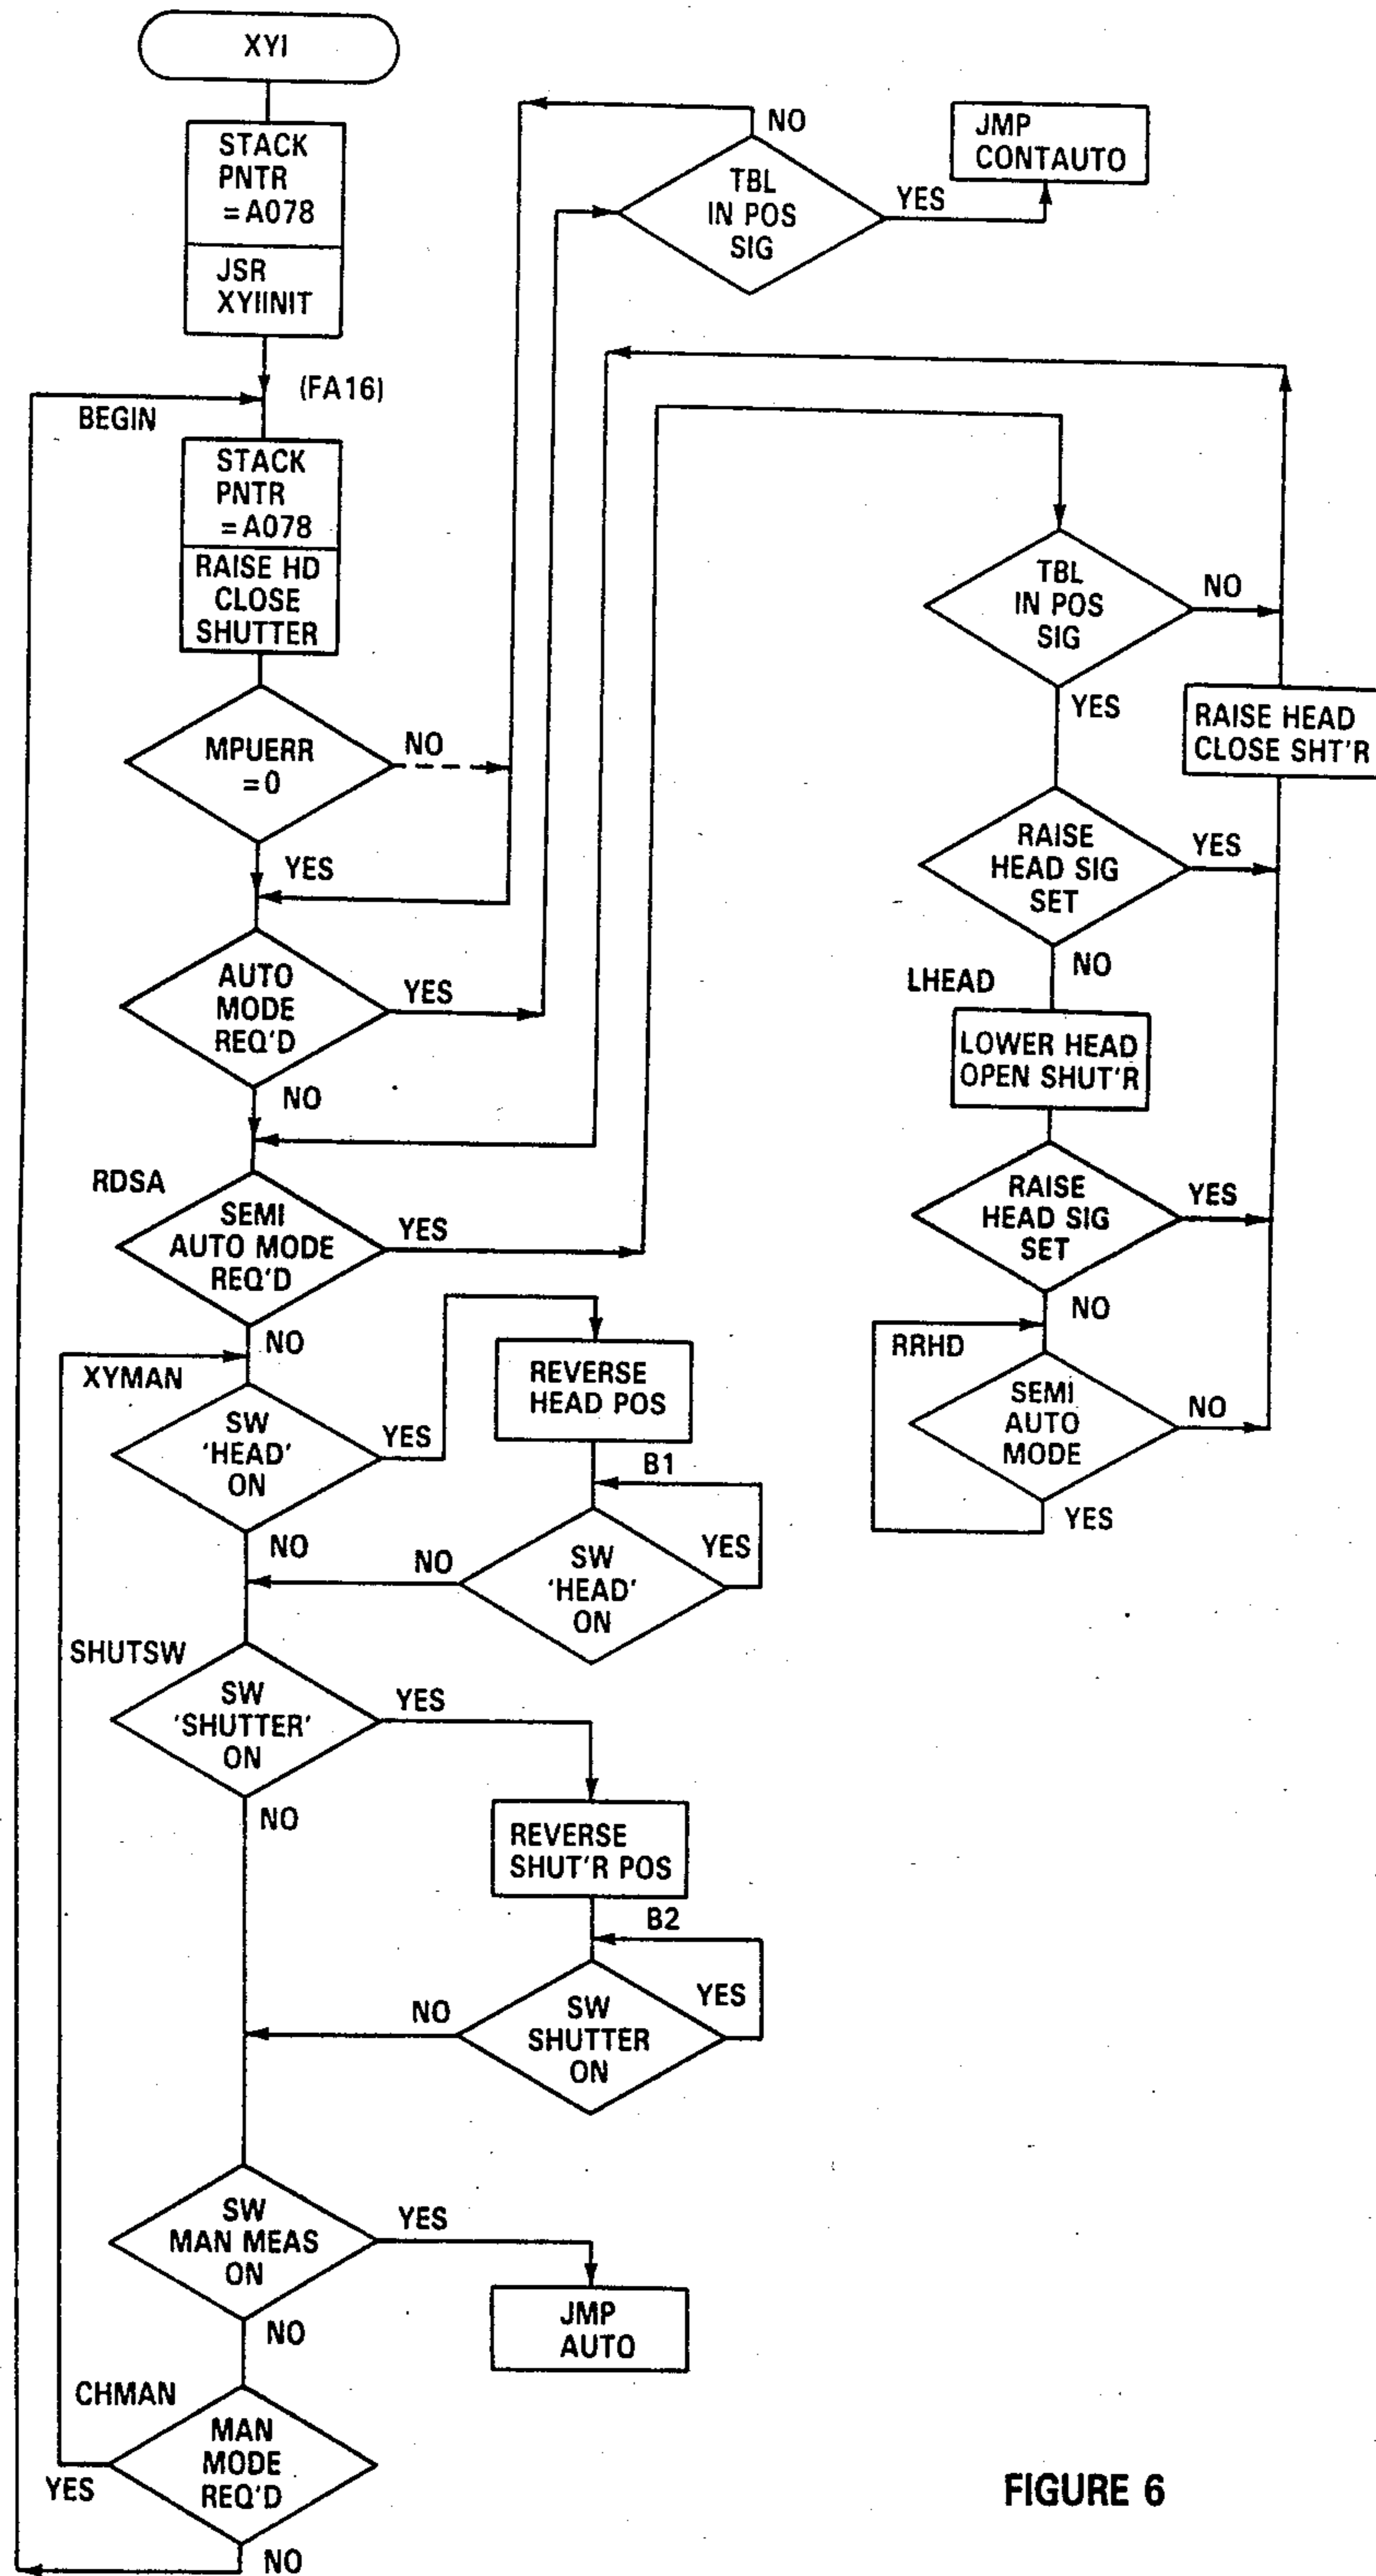 XYI
STACK
PNTR
=A078
JSR
XYIINIT
(FA16)
BEGIN
STACK
PNTR
=A078
RAISE HD
CLOSE
SHUTTER
MPUERR
=0
NO
YES
AUTO
MODE
REQ'D
YES
NO
TBL
IN POS
SIG
NO
YES
JMP
CONTAUTO
RDSA
SEMI
AUTO MODE
REQ'D
YES
NO
TBL
IN POS
SIG
NO
YES
RAISE HEAD
CLOSE SHT'R
RAISE
HEAD SIG
SET
YES
NO
LHEAD
LOWER HEAD
OPEN SHUT'R
RAISE
HEAD SIG
SET
YES
NO
RRHD
SEMI
AUTO
MODE
NO
YES
XYMAN
SW
'HEAD'
ON
YES
NO
REVERSE
HEAD POS
B1
SW
'HEAD'
ON
YES
NO
SHUTSW
SW
'SHUTTER'
ON
YES
NO
REVERSE
SHUT'R POS
B2
SW
SHUTTER
ON
YES
NO
SW
MAN MEAS
ON
YES
NO
JMP
AUTO
CHMAN
MAN
MODE
REQ'D
YES
NO
FIGURE 6